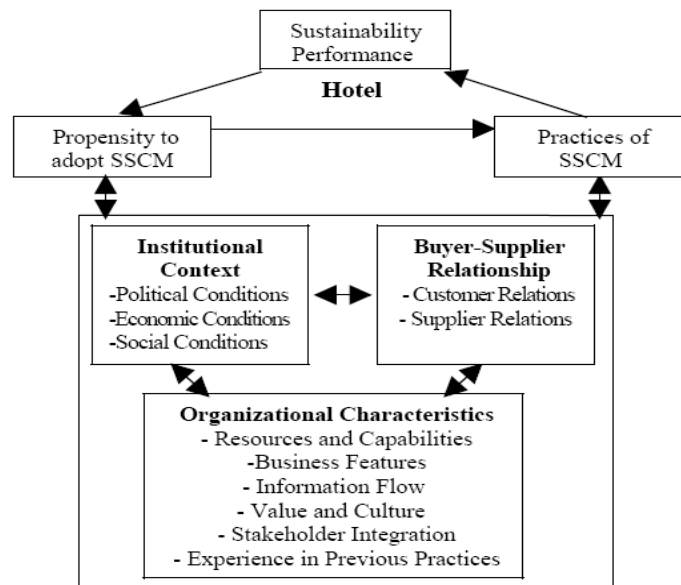 Sustainability
Performance
Hotel
Propensity to
adopt SSCM
Practices of
SSCM
Institutional
Context
-Political Conditions
-Economic Conditions
-Social Conditions
Buyer-Supplier
Relationship
- Customer Relations
- Supplier Relations
Organizational Characteristics
- Resources and Capabilities
-Business Features
- Information Flow
- Value and Culture
- Stakeholder Integration
- Experience in Previous Practices